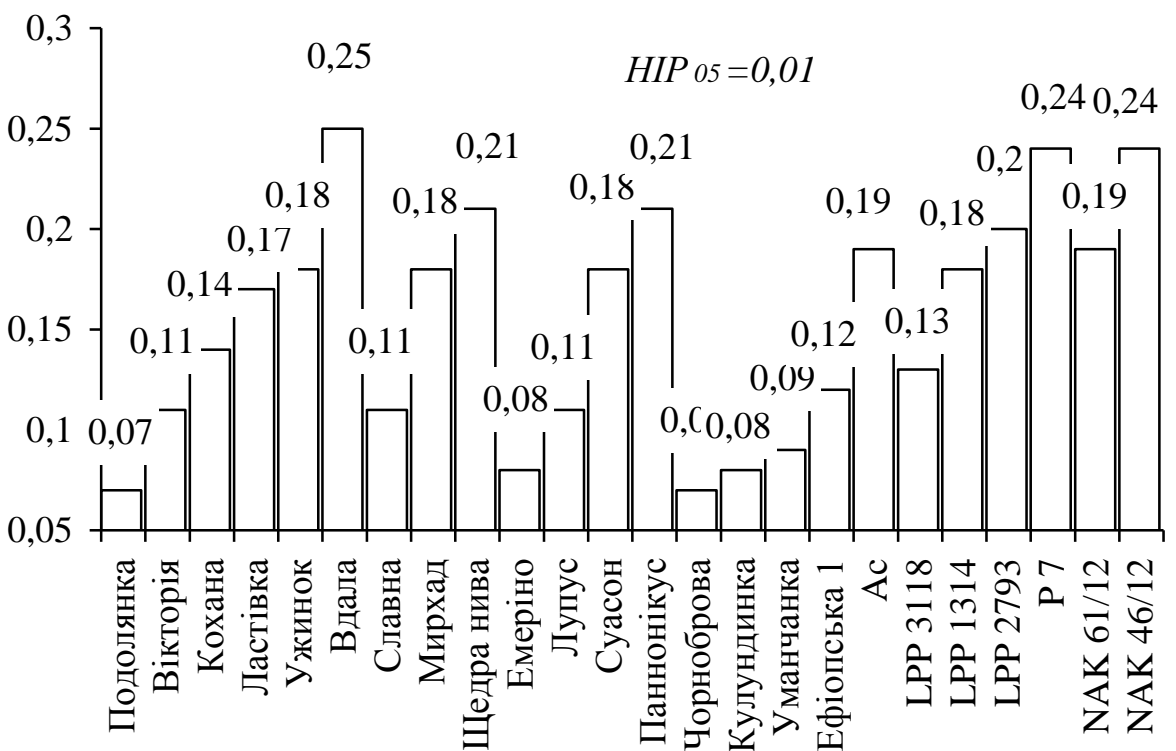 0,3
0,25
0,2
0,15
0,1
0,05
НІР 05 =0,01
0,07
0,11
0,14
0,17
0,18
0,25
0,11
0,18
0,21
0,08
0,11
0,18
0,21
0,08
0,09
0,12
0,19
0,13
0,18
0,2
0,24
0,19
0,24
Подолянка
Вікторія
Кохана
Ластівка
Ужинок
Вдала
Славна
Мирхад
Щедра нива
Емеріно
Лупус
Суасон
Паннонікус
Чорноброва
Кулундинка
Уманчанка
Ефіопська 1
Ас
LPP 3118
LPP 1314
LPP 2793
P 7
NAK 61/12
NAK 46/12